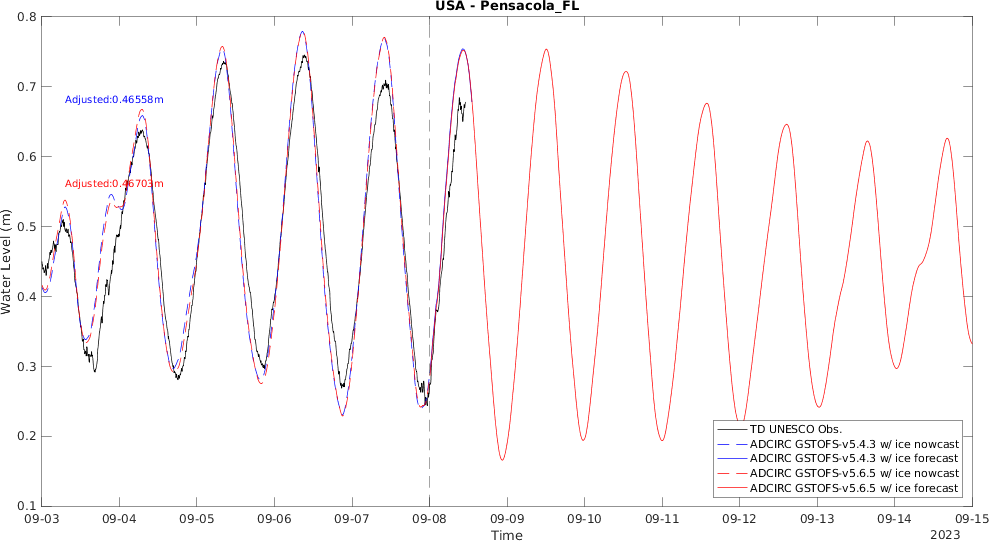 USA - Pensacola_FL
0.8
0.7
0.6
0.5
0.4
0.3
0.2
0.1
Water Level (m)
Adjusted:0.46558m
Adjusted:0.46703m
TD UNESCO Obs.
ADCIRC GSTOFS-v5.4.3 w/ ice nowcast
ADCIRC GSTOFS-v5.4.3 w/ ice forecast
ADCIRC GSTOFS-v5.6.5 w/ ice nowcast
ADCIRC GSTOFS-v5.6.5 w/ ice forecast
09-03 09-04 09-05 09-06 09-07 09-08 09-09 09-10 09-11 09-12 09-13 09-14 09-15
Time
2023